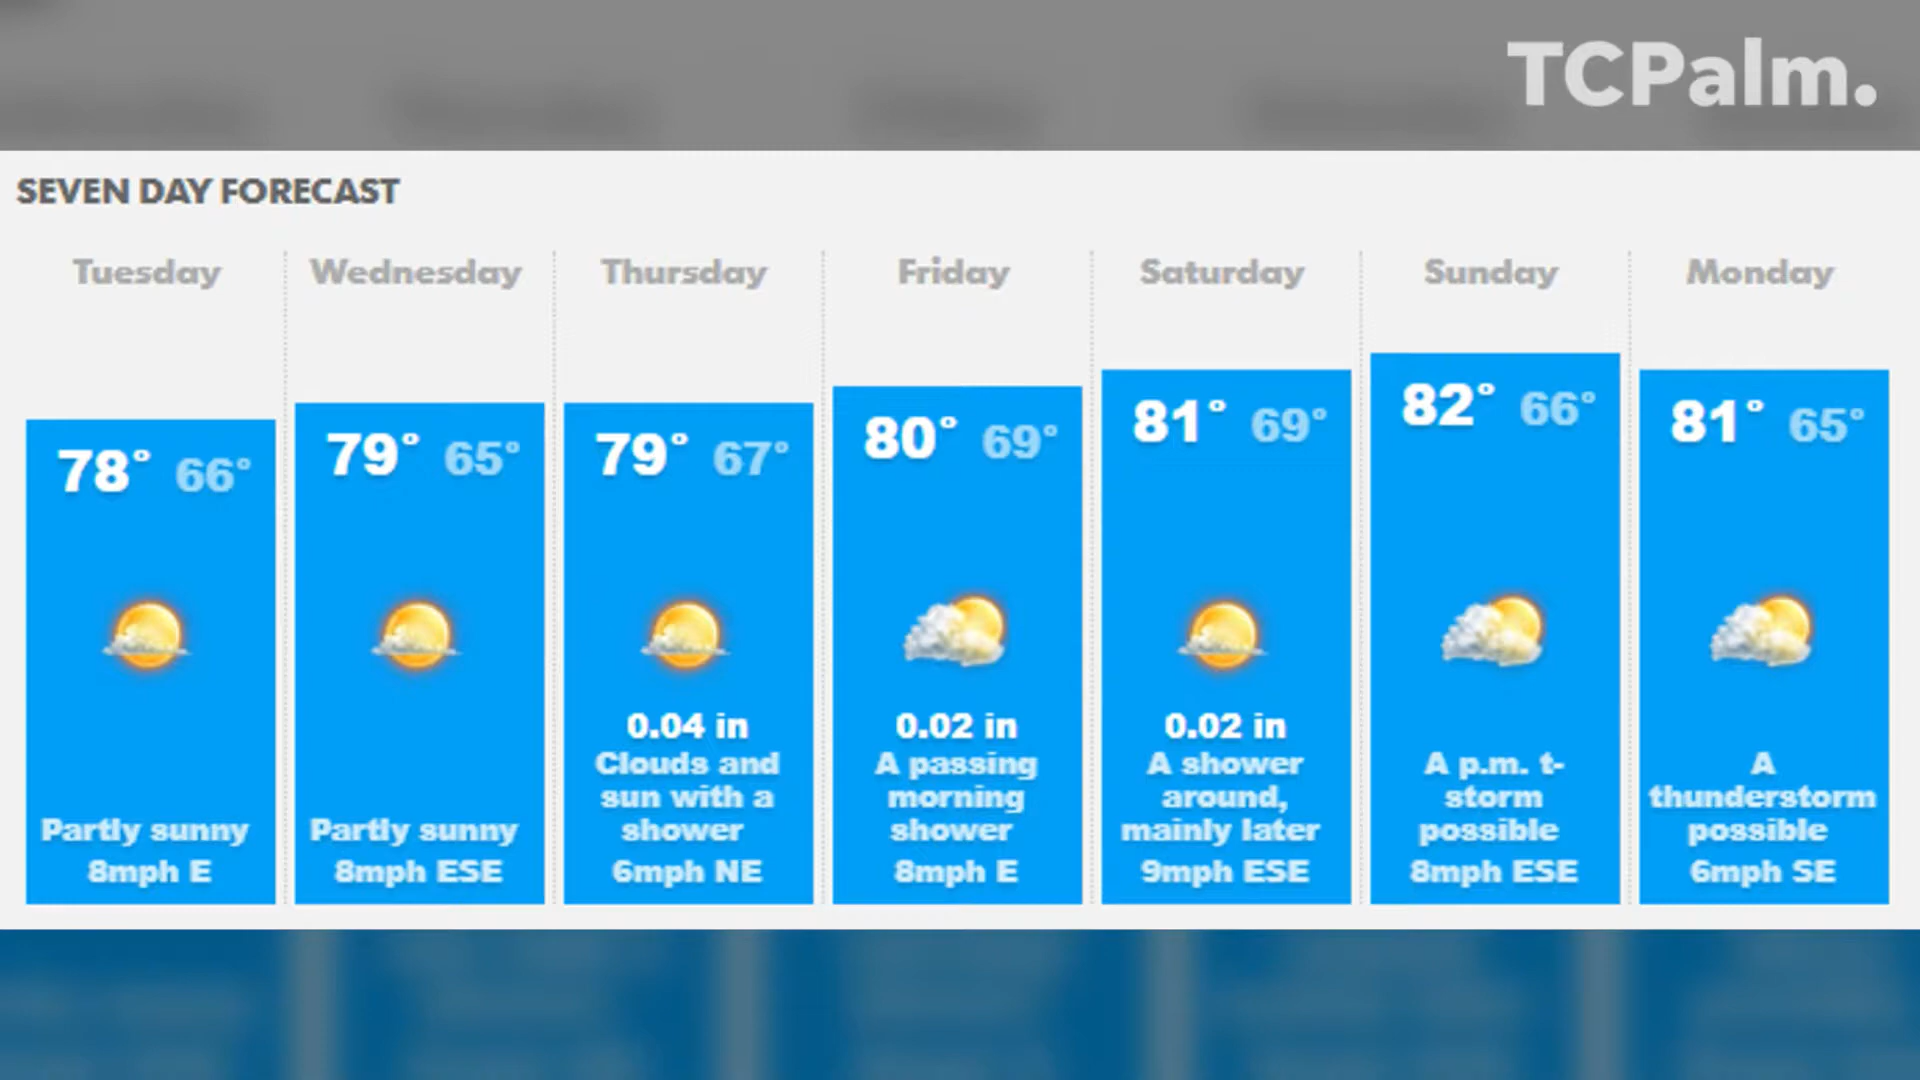 TCPalm.
SEVEN DAY FORECAST
Tuesday
78° 66°
Partly sunny
8mph E
Wednesday
79° 65°
Partly sunny
8mph ESE
Thursday
79° 67°
0.04 in
Clouds and
sun with a
shower
6mph NE
Friday
80° 69°
0.02 in
A passing
morning
shower
8mph E
Saturday
81° 69°
0.02 in
A shower
around,
mainly later
9mph ESE
Sunday
82° 66°
A p.m. t-
storm
possible
8mph ESE
Monday
81° 65°
A
thunderstorm
possible
6mph SE